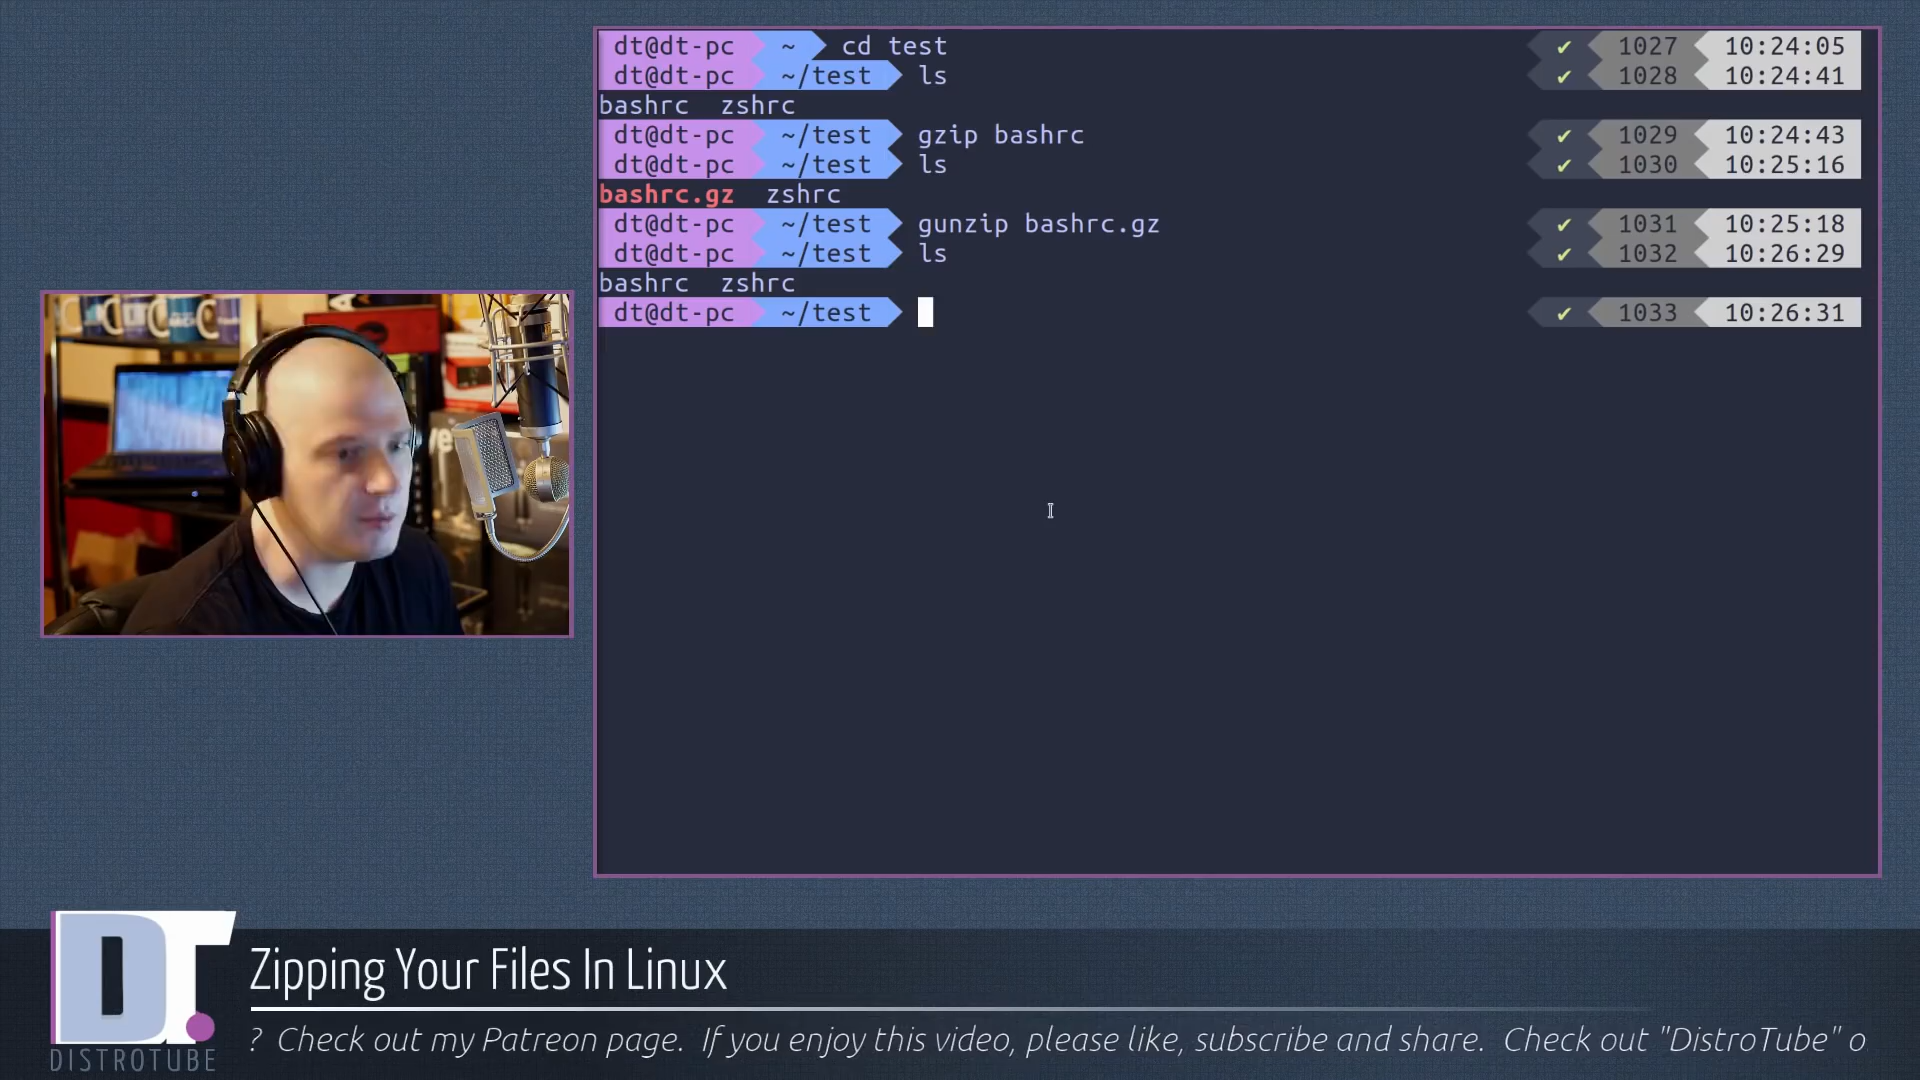 dt@dt-pc ~ cd test ✔ 1027 10:24:05
dt@dt-pc ~/test ls ✔ 1028 10:24:41
bashrc zshrc
dt@dt-pc ~/test gzip bashrc ✔ 1029 10:24:43
dt@dt-pc ~/test ls ✔ 1030 10:25:16
bashrc.gz zshrc
dt@dt-pc ~/test gunzip bashrc.gz ✔ 1031 10:25:18
dt@dt-pc ~/test ls ✔ 1032 10:26:29
bashrc zshrc
dt@dt-pc ~/test ✔ 1033 10:26:31
DT
DISTROTUBE
Zipping Your Files In Linux
? Check out my Patreon page. If you enjoy this video, please like, subscribe and share. Check out "DistroTube" o